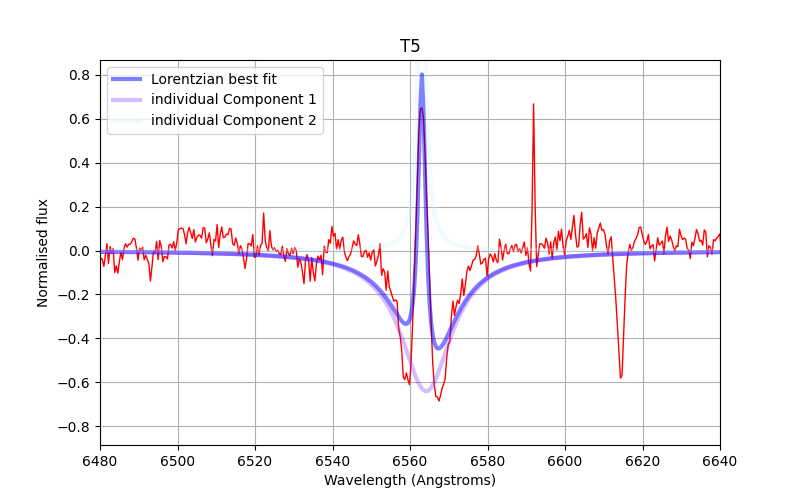 T5
Lorentzian best fit
individual Component 1
individual Component 2
Normalised flux
0.8
0.6
0.4
0.2
0.0
−0.2
−0.4
−0.6
−0.8
6480 6500 6520 6540 6560 6580 6600 6620 6640
Wavelength (Angstroms)